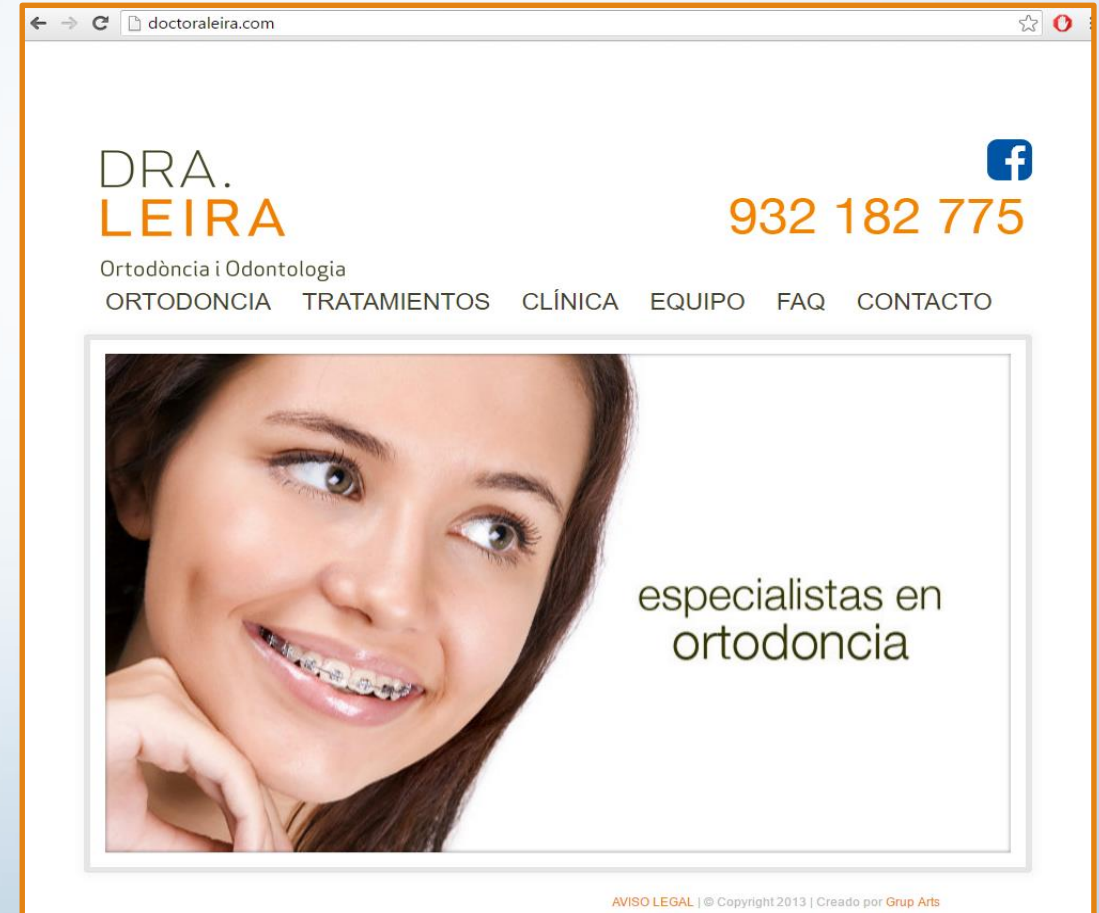 doctoraleira.com
DRA.
LEIRA
932 182 775
Ortodòncia i Odontologia
ORTODONCIA TRATAMIENTOS CLÍNICA EQUIPO FAQ CONTACTO
especialistas en
ortodoncia
AVISO LEGAL | © Copyright 2013 | Creado por Grup Arts